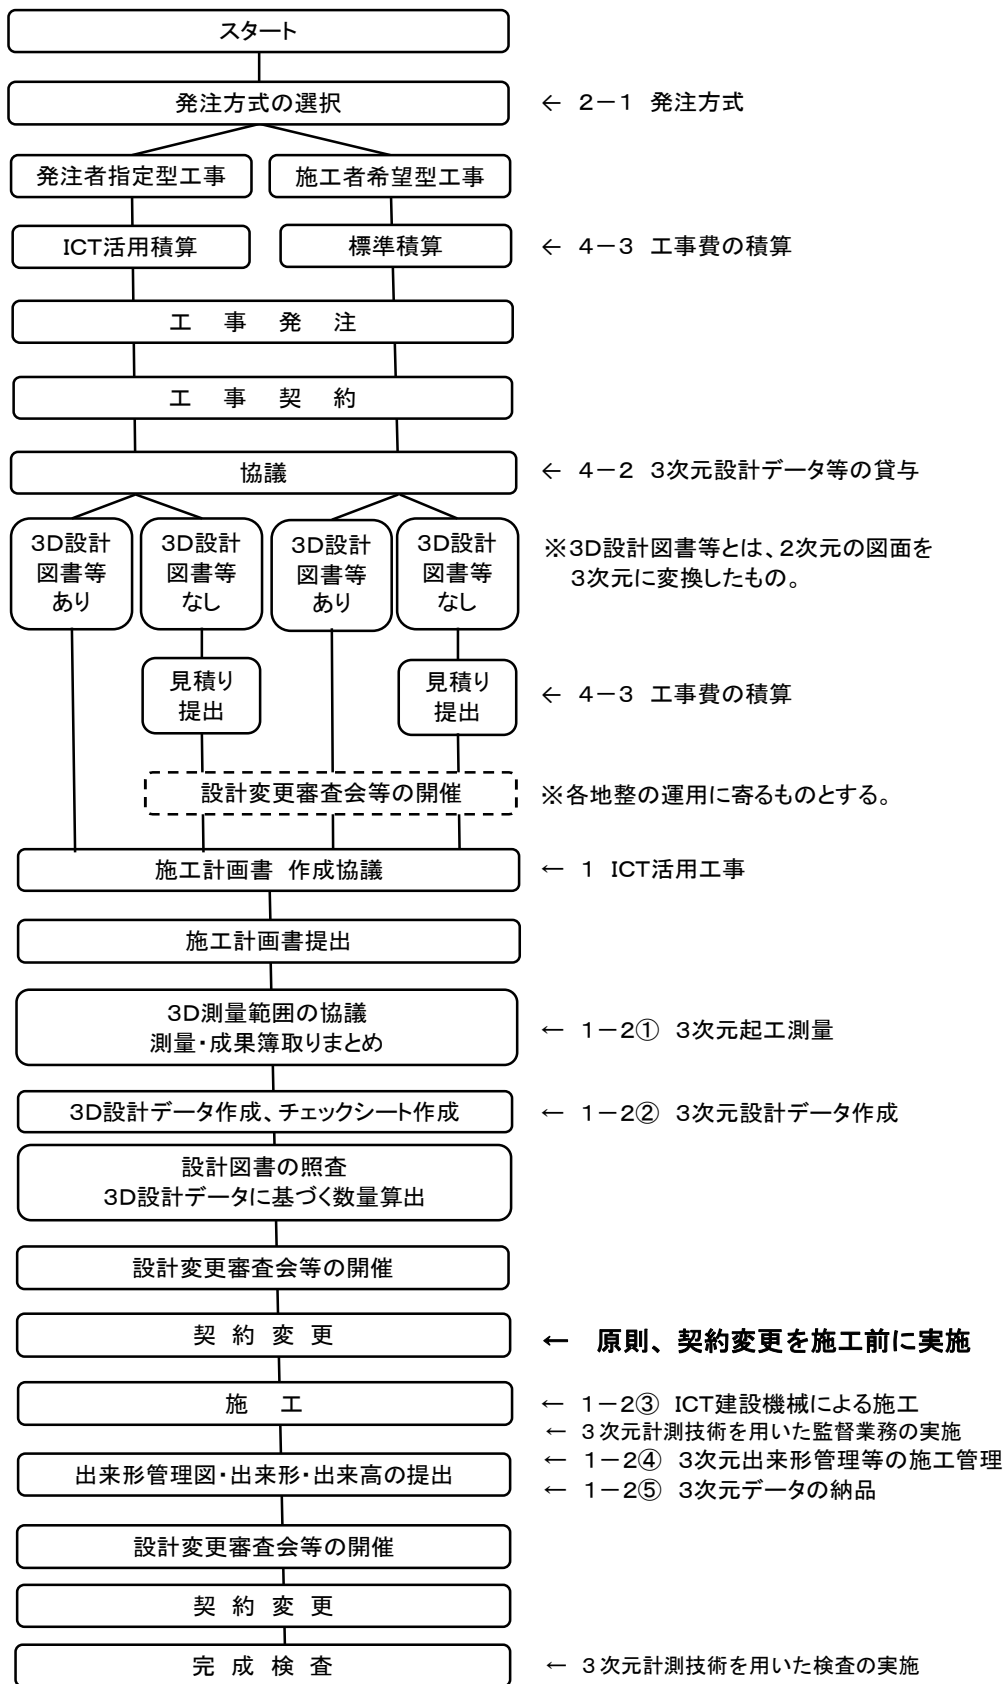 スタート
発注方式の選択
← 2－1 発注方式
発注者指定型工事
施工者希望型工事
ICT活用積算
標準積算
← 4－3 工事費の積算
工 事 発 注
工 事 契 約
協議
← 4－2 3次元設計データ等の貸与
3D設計
図書等
あり
3D設計
図書等
なし
3D設計
図書等
あり
3D設計
図書等
なし
※3D設計図書等とは、2次元の図面を
3次元に変換したもの。
見積り
提出
見積り
提出
← 4－3 工事費の積算
設計変更審査会等の開催
※各地整の運用に寄るものとする。
施工計画書 作成協議
← 1 ICT活用工事
施工計画書提出
3D測量範囲の協議
測量・成果簿取りまとめ
← 1－2① 3次元起工測量
3D設計データ作成、チェックシート作成
← 1－2② 3次元設計データ作成
設計図書の照査
3D設計データに基づく数量算出
設計変更審査会等の開催
契 約 変 更
← 原則、契約変更を施工前に実施
施 工
← 1－2③ ICT建設機械による施工
← 3次元計測技術を用いた監督業務の実施
出来形管理図・出来形・出来高の提出
← 1－2④ 3次元出来形管理等の施工管理
← 1－2⑤ 3次元データの納品
設計変更審査会等の開催
契 約 変 更
完 成 検 査
← 3次元計測技術を用いた検査の実施